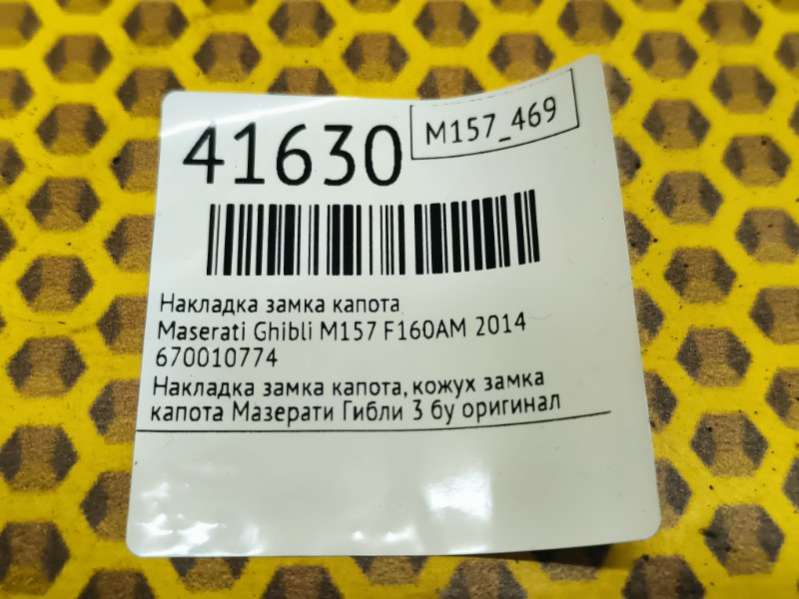 41630
M157_469
Накладка замка капота
Maserati Ghibli M157 F160AM 2014
670010774
Накладка замка капота, кожух замка
капота Мазерати Гибли 3 бу оригинал